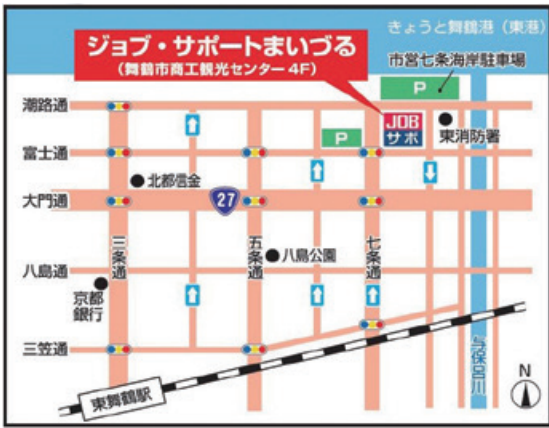 きょうと舞鶴港（東港）
ジョブ・サポートまいづる
（舞鶴市商工観光センター4F）
市営七条海岸駐車場
P
潮路通
JOB
サポ
東消防署
P
富士通
北都信金
大門通
27
三条通
五条通
七条通
八島公園
八島通
京都
銀行
三笠通
与保呂川
東舞鶴駅
N